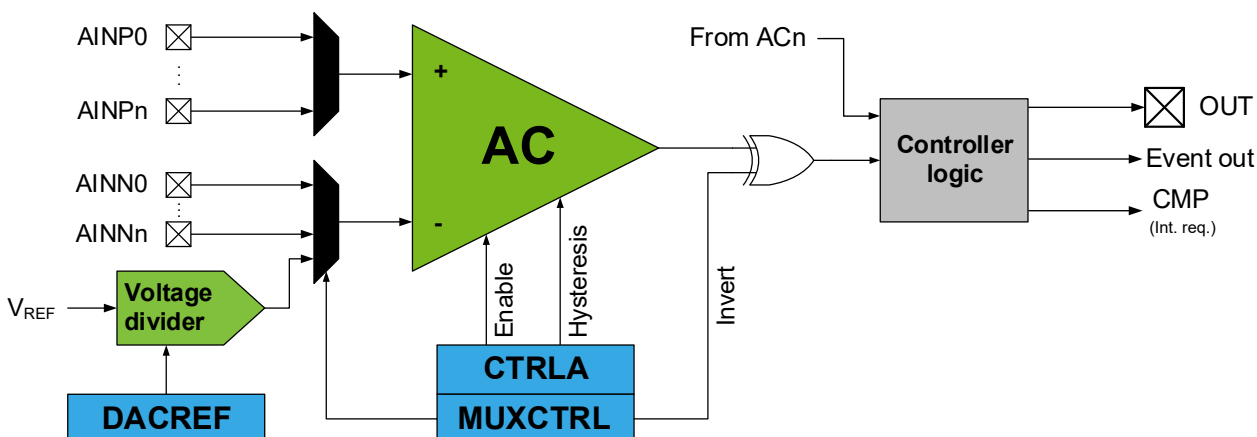 AINP0
⋮
AINPn
AINN0
⋮
AINNn
VREF
Voltage
divider
DACREF
+
AC
-
Enable
Hysteresis
Invert
CTRLA
MUXCTRL
From ACn
Controller
logic
OUT
Event out
CMP
(Int. req.)